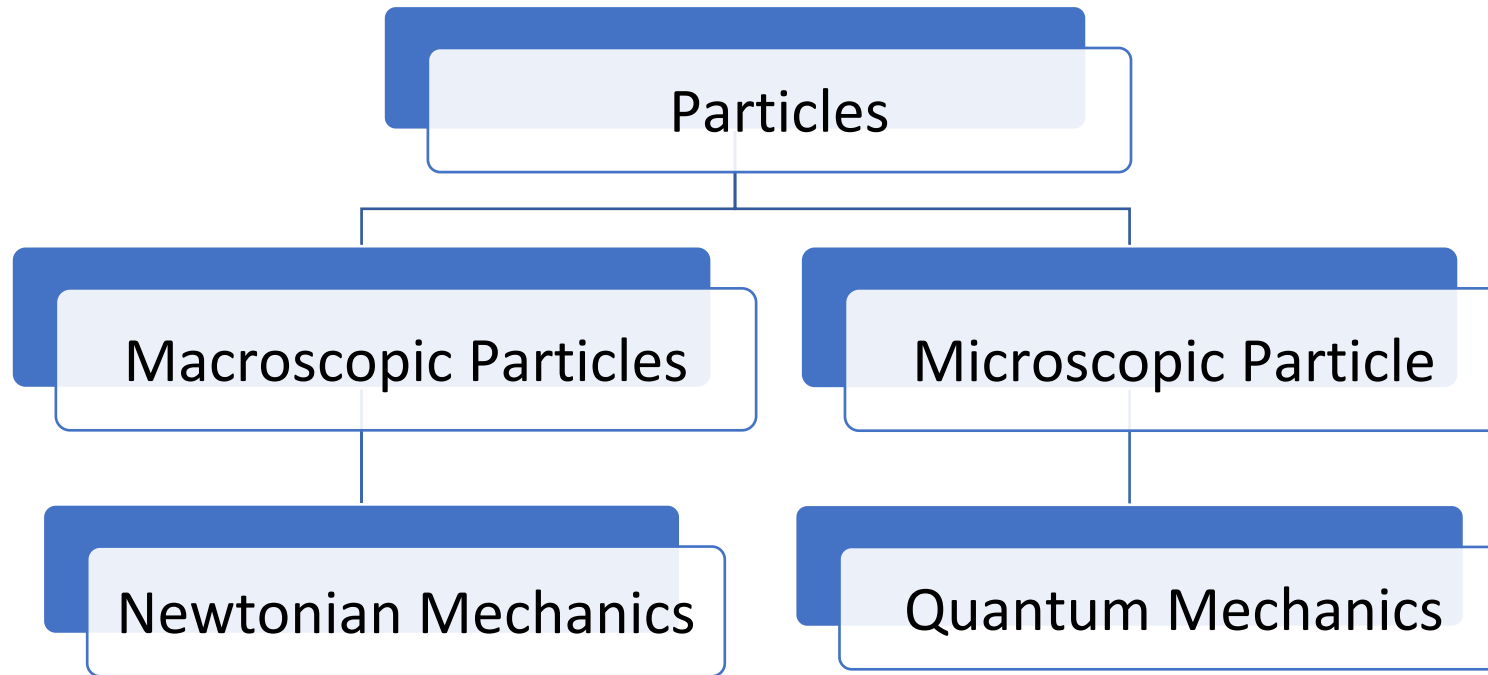 Particles
Macroscopic Particles
Microscopic Particle
Newtonian Mechanics
Quantum Mechanics